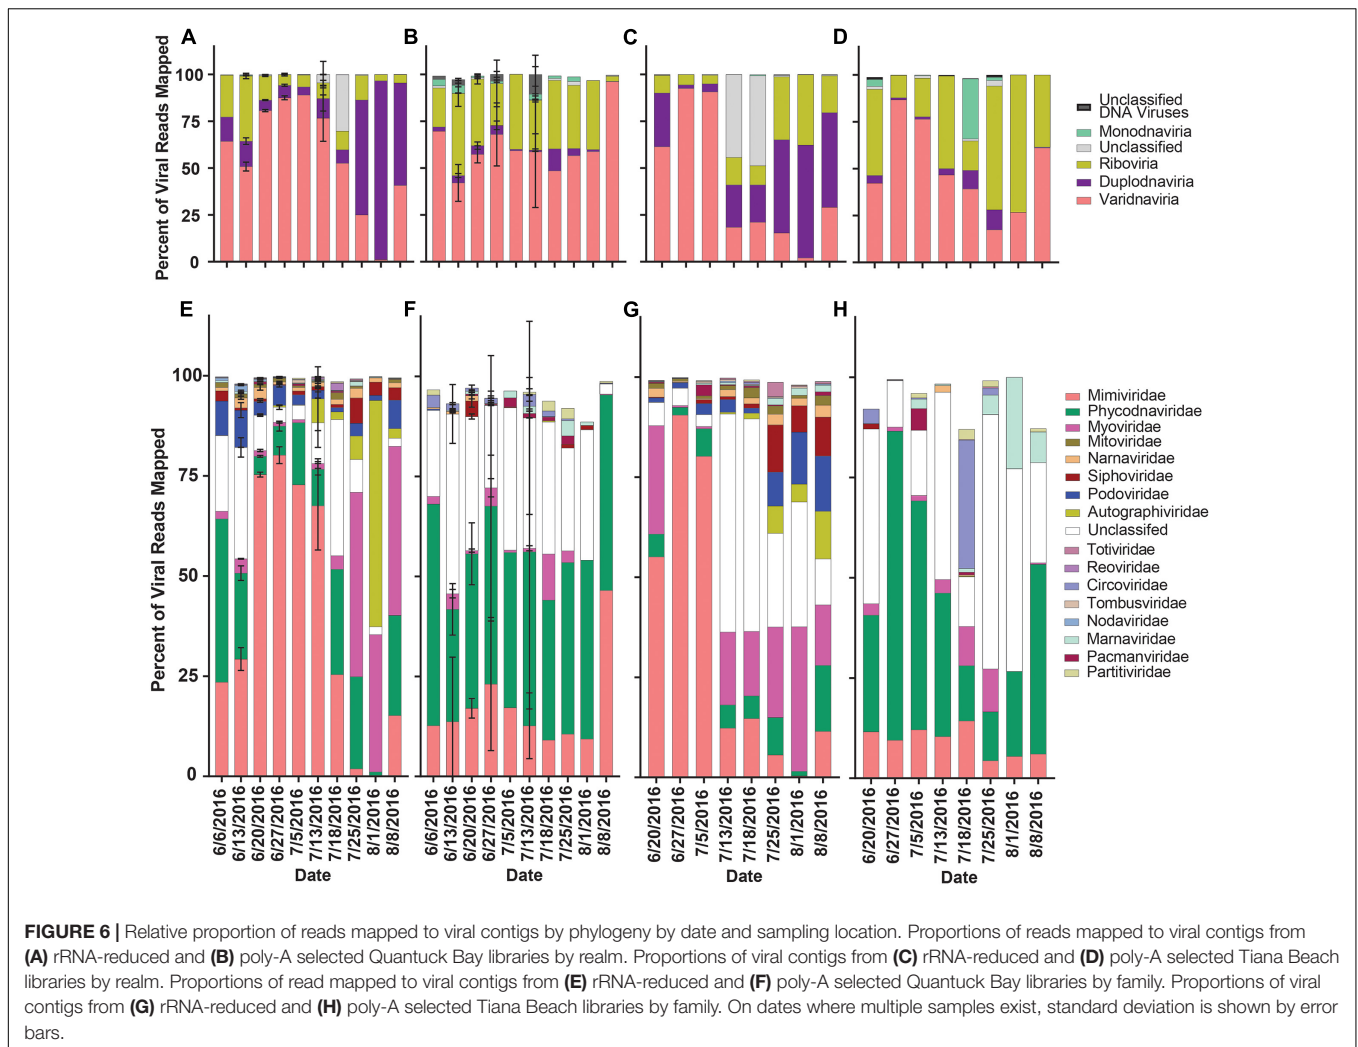 A
B
C
D
Percent of Viral Reads Mapped
100
75
50
25
0
Unclassified
DNA Viruses
Monodnaviria
Unclassified
Riboviria
Duplodnaviria
Varidnaviria
E
F
G
H
Percent of Viral Reads Mapped
100
75
50
25
0
Mimiviridae
Phycodnaviridae
Myoviridae
Mitoviridae
Narnaviridae
Siphoviridae
Podoviridae
Autographiviridae
Unclassifed
Totiviridae
Reoviridae
Circoviridae
Tombusviridae
Nodaviridae
Marnaviridae
Pacmanviridae
Partitiviridae
6/6/2016 6/13/2016 6/20/2016 6/27/2016 7/5/2016 7/13/2016 7/18/2016 7/25/2016 8/1/2016 8/8/2016
6/6/2016 6/13/2016 6/20/2016 6/27/2016 7/5/2016 7/13/2016 7/18/2016 7/25/2016 8/1/2016 8/8/2016
6/20/2016 6/27/2016 7/5/2016 7/13/2016 7/18/2016 7/25/2016 8/1/2016 8/8/2016
6/20/2016 6/27/2016 7/5/2016 7/13/2016 7/18/2016 7/25/2016 8/1/2016 8/8/2016
Date
Date
Date
Date
FIGURE 6 | Relative proportion of reads mapped to viral contigs by phylogeny by date and sampling location. Proportions of reads mapped to viral contigs from
(A) rRNA-reduced and (B) poly-A selected Quantuck Bay libraries by realm. Proportions of viral contigs from (C) rRNA-reduced and (D) poly-A selected Tiana Beach
libraries by realm. Proportions of read mapped to viral contigs from (E) rRNA-reduced and (F) poly-A selected Quantuck Bay libraries by family. Proportions of viral
contigs from (G) rRNA-reduced and (H) poly-A selected Tiana Beach libraries by family. On dates where multiple samples exist, standard deviation is shown by error
bars.